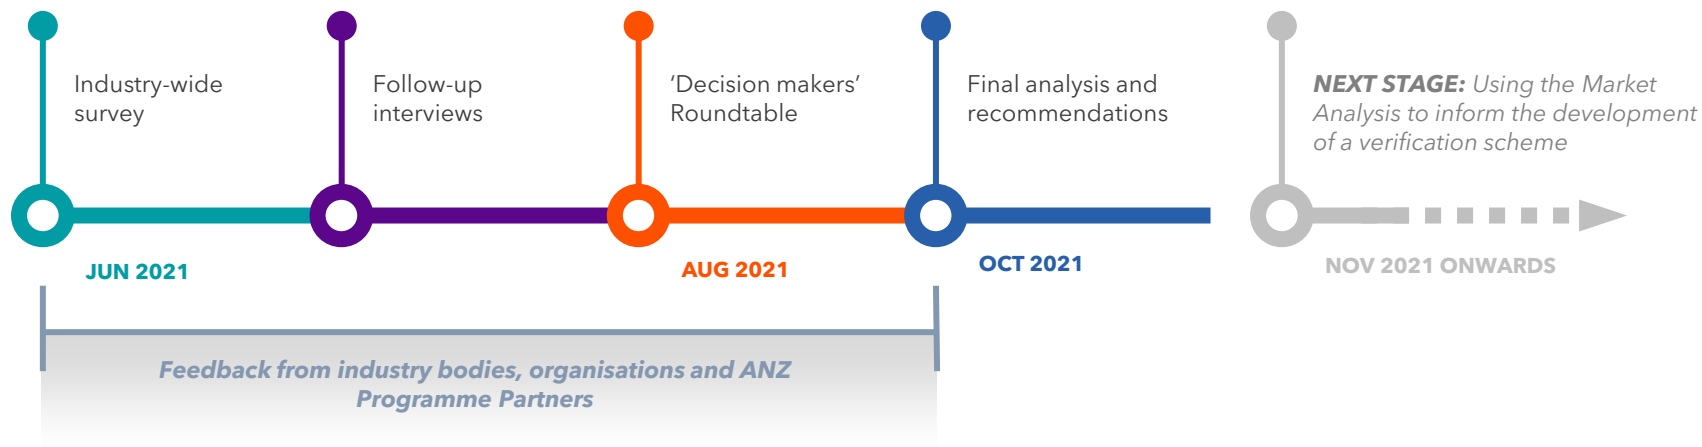 Industry-wide
survey
Follow-up
interviews
‘Decision makers’
Roundtable
Final analysis and
recommendations
NEXT STAGE: Using the Market
Analysis to inform the development
of a verification scheme
JUN 2021
AUG 2021
OCT 2021
NOV 2021 ONWARDS
Feedback from industry bodies, organisations and ANZ
Programme Partners